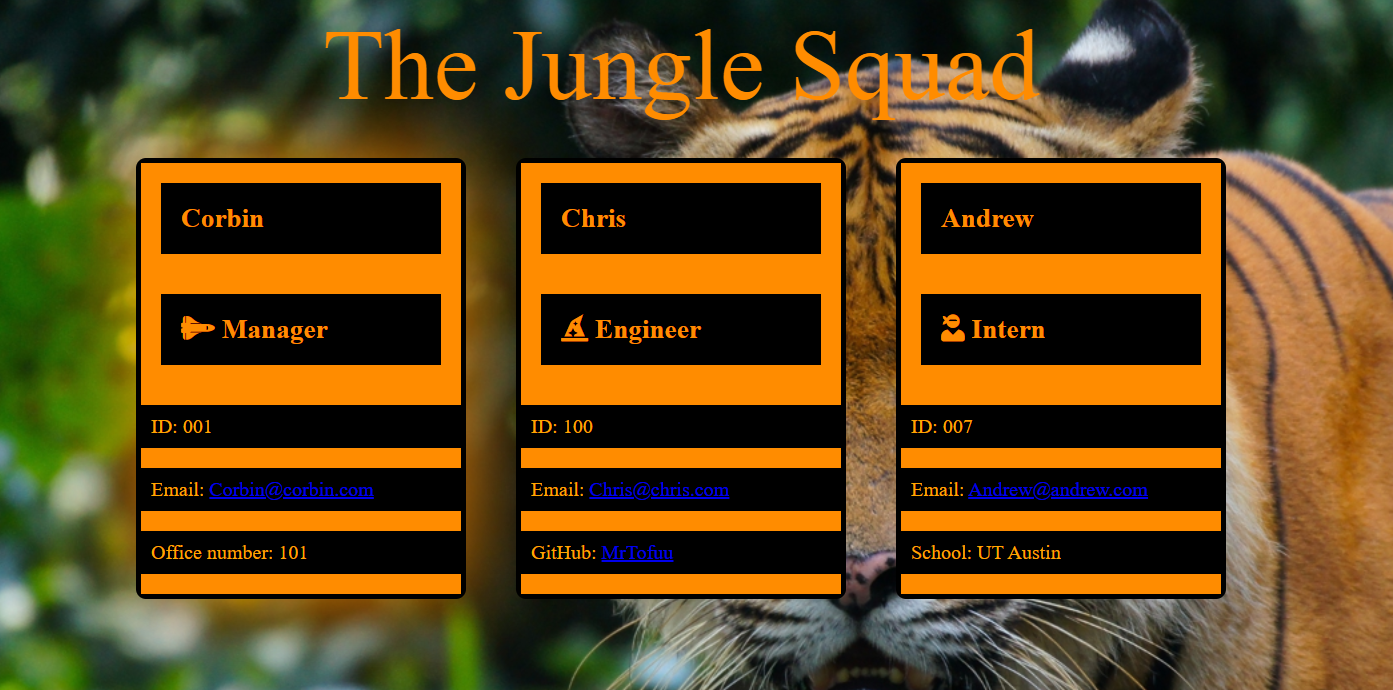 The Jungle Squad
Corbin
Manager
ID: 001
Email: Corbin@corbin.com
Office number: 101
Chris
Engineer
ID: 100
Email: Chris@chris.com
GitHub: MrTofuu
Andrew
Intern
ID: 007
Email: Andrew@andrew.com
School: UT Austin